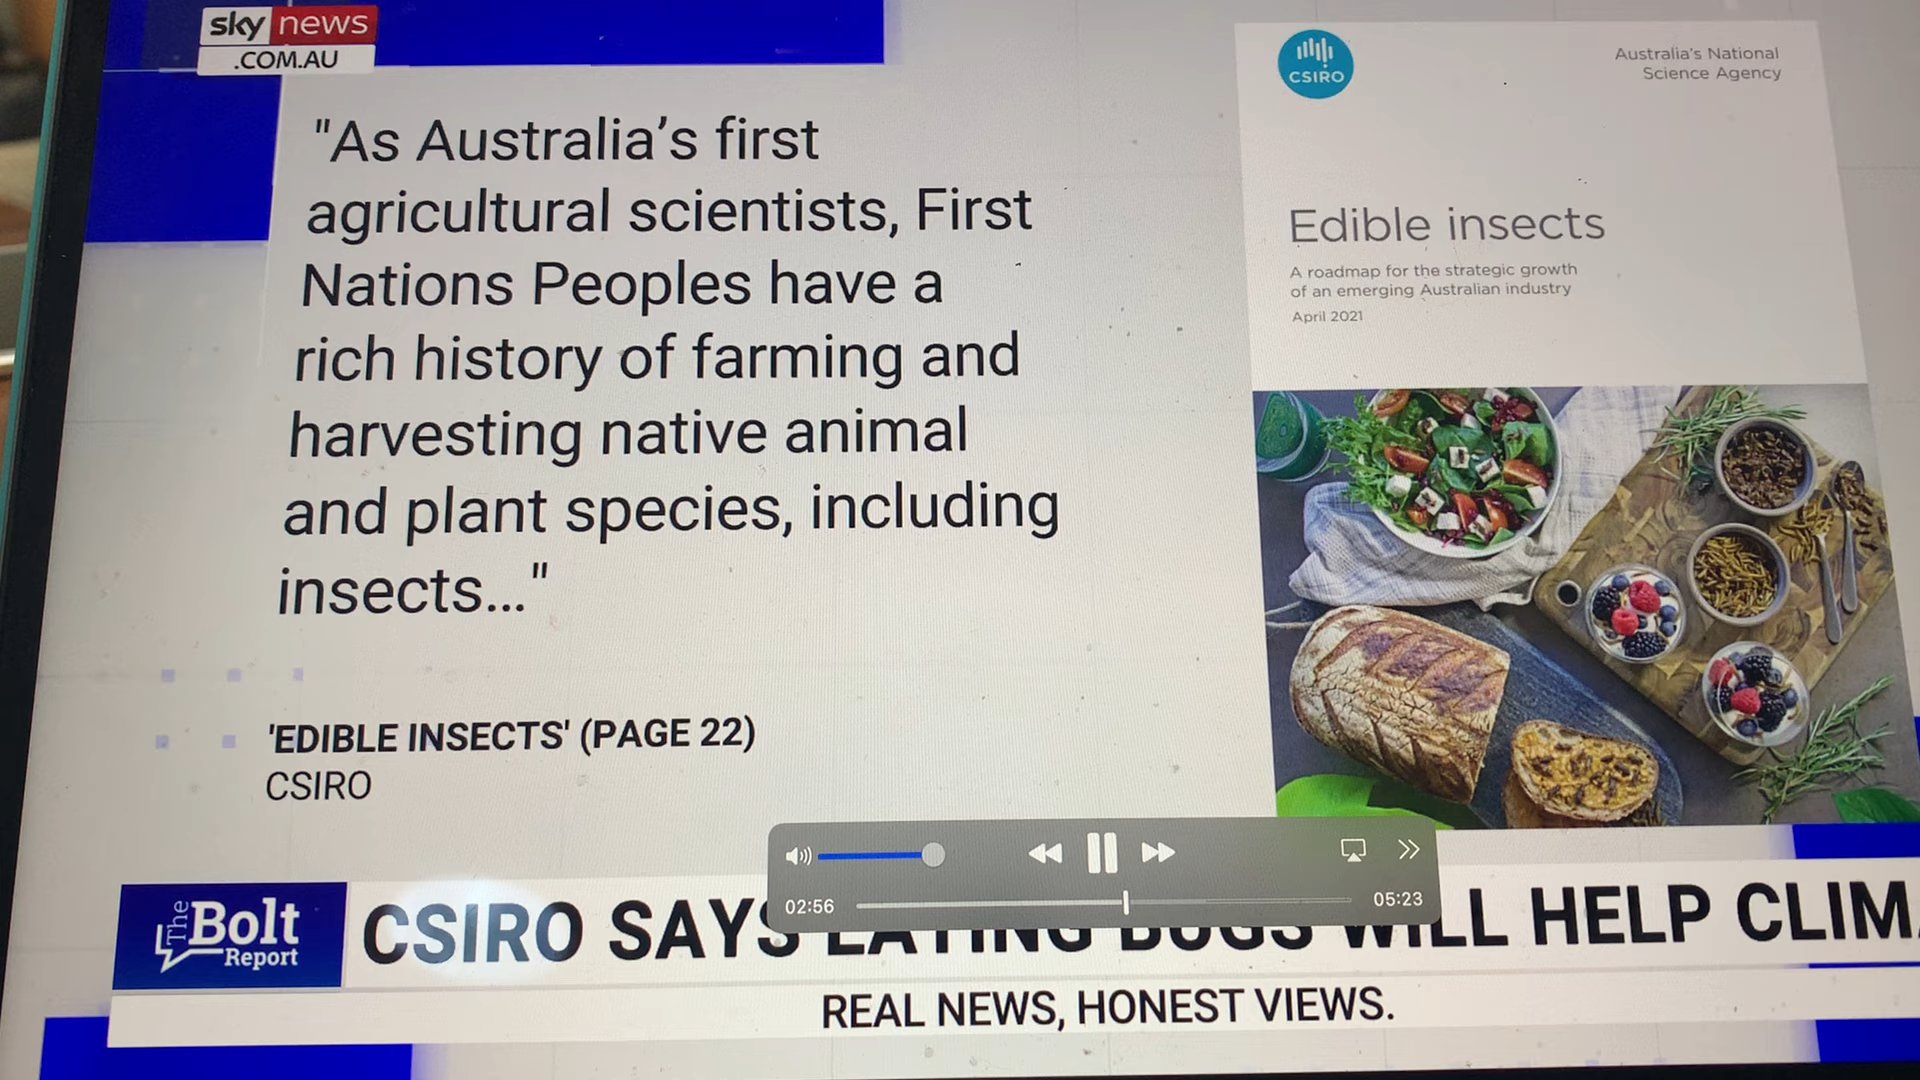 sky news
.COM.AU
"As Australia's first
agricultural scientists, First
Nations Peoples have a
rich history of farming and
harvesting native animal
and plant species, including
insects..."
'EDIBLE INSECTS' (PAGE 22)
CSIRO
CSIRO
Australia's National
Science Agency
Edible insects
A roadmap for the strategic growth
of an emerging Australian industry
April 2021
02:56
05:23
The Bolt Report
CSIRO SAYS EATING BUGS WILL HELP CLIM
REAL NEWS, HONEST VIEWS.